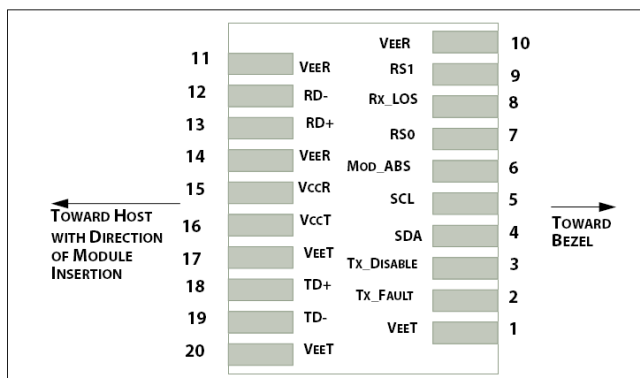 VEER 10
11 VEER
RS1 9
12 RD-
RX_LOS 8
13 RD+
RS0 7
14 VEER
MOD_ABS 6
15 VCCR
SCL 5
16 VCCT
SDA 4
17 VEET
TX_DISABLE 3
18 TD+
TX_FAULT 2
19 TD-
VEET 1
20 VEET
TOWARD HOST
WITH DIRECTION
OF MODULE
INSERTION
TOWARD
BEZEL